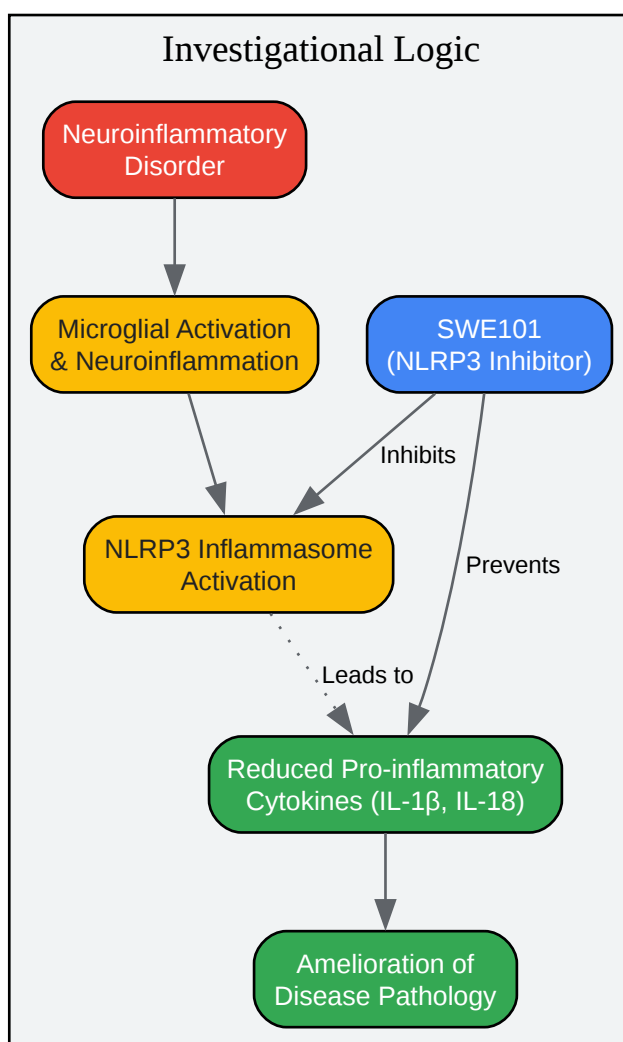 Investigational Logic
Neuroinflammatory
Disorder
Microglial Activation
& Neuroinflammation
SWE101
(NLRP3 Inhibitor)
Inhibits
NLRP3 Inflammasome
Activation
Prevents
Leads to
Reduced Pro-inflammatory
Cytokines (IL-1β, IL-18)
Amelioration of
Disease Pathology